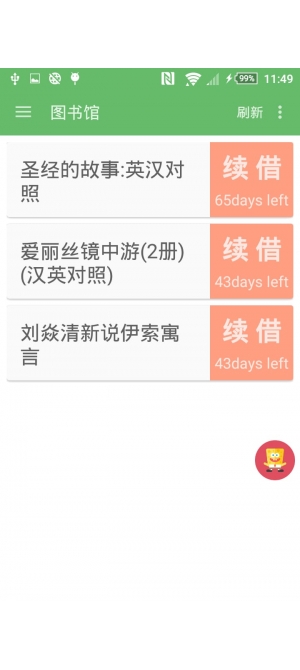 99% 11:49
图书馆 刷新
圣经的故事:英汉对
照
续借
65days left
爱丽丝镜中游(2册)
(汉英对照)
续借
43days left
刘焱清新说伊索寓
言
续借
43days left